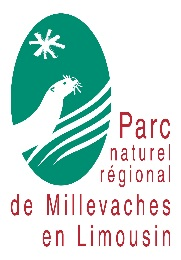 Parc
naturel
régional
de Millevaches
en Limousin